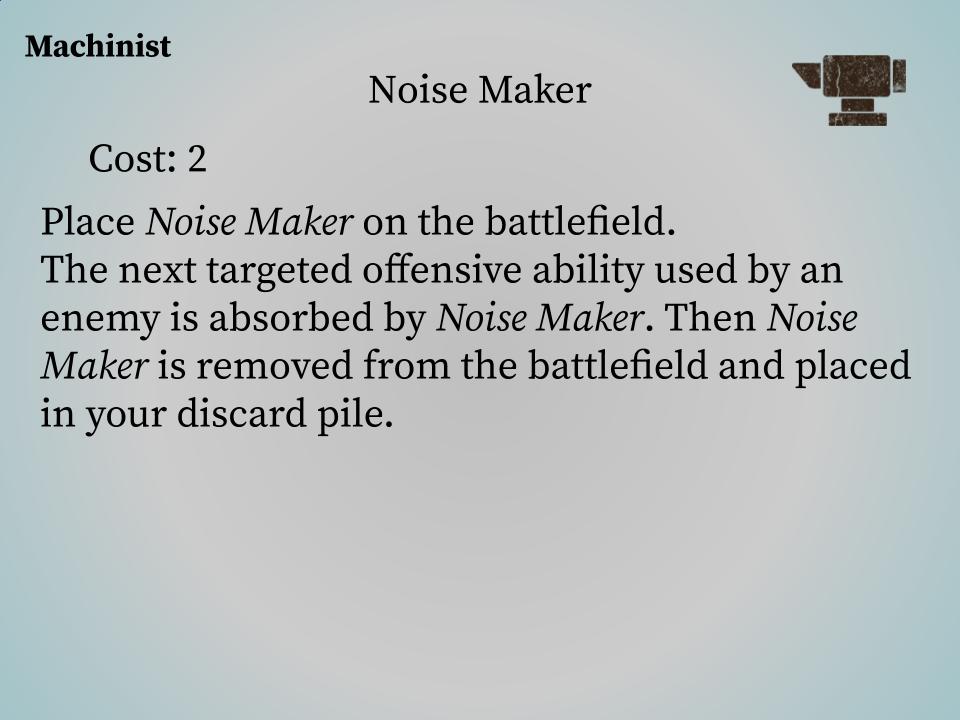 Machinist
Noise Maker
Cost: 2
Place Noise Maker on the battlefield.
The next targeted offensive ability used by an
enemy is absorbed by Noise Maker. Then Noise
Maker is removed from the battlefield and placed
in your discard pile.